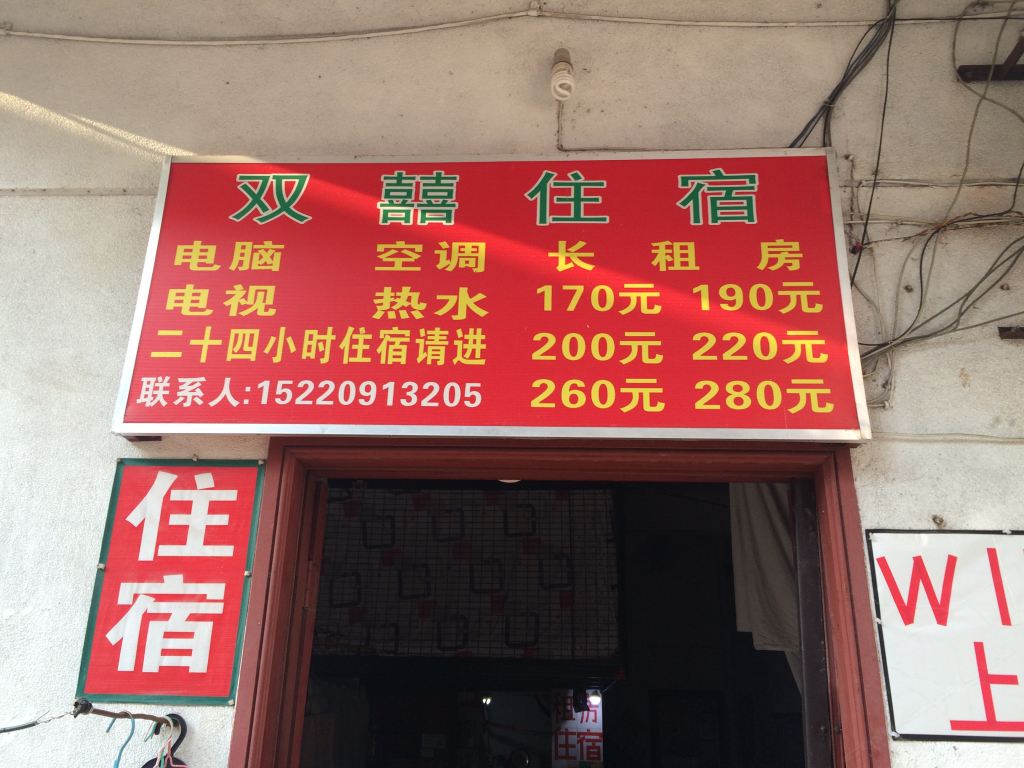 双囍住宿
电脑 空调 长租房
电视 热水 170元 190元
二十四小时住宿请进 200元 220元
联系人:15220913205 260元 280元
住宿
WI
上
租房
住宿